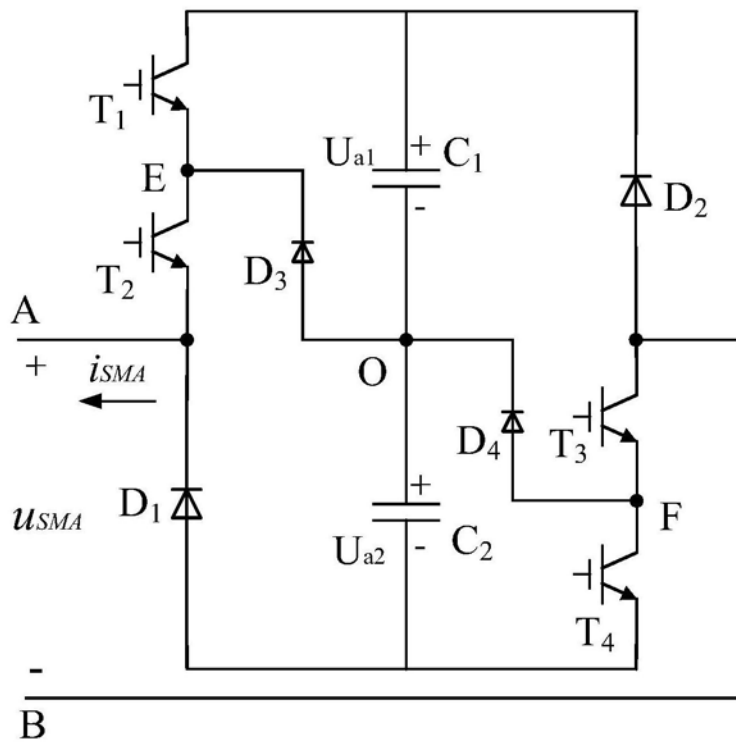 T1
E
Ua1
+
C1
-
D2
T2
D3
A
+
iSMA
O
D4
T3
uSMA
D1
+
F
Ua2
-
C2
T4
-
B